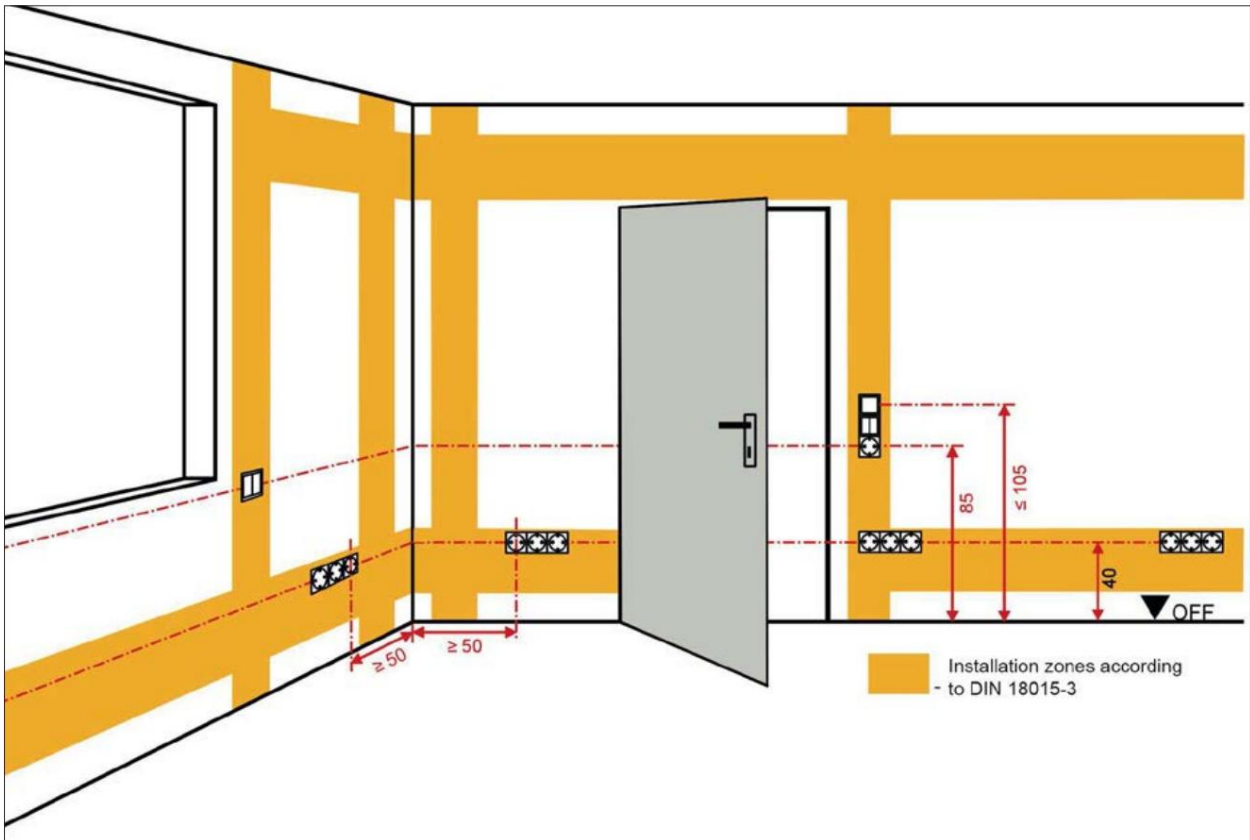 ≤ 105
85
40
OFF
≥ 50
≥ 50
Installation zones according
- to DIN 18015-3